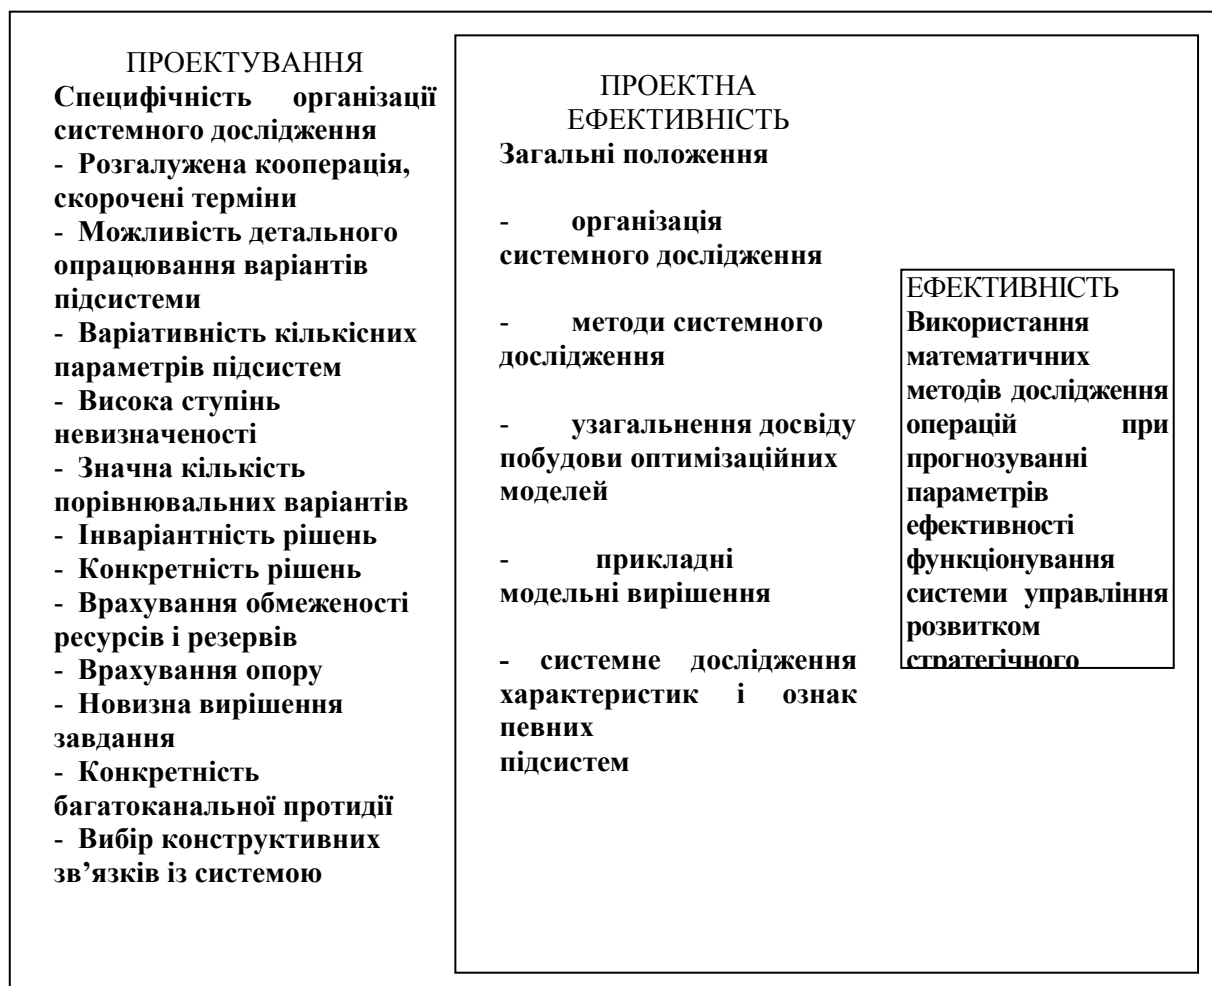 ПРОЕКТУВАННЯ
Специфічність організації
системного дослідження
- Розгалужена кооперація,
скорочені терміни
- Можливість детального
опрацювання варіантів
підсистеми
- Варіативність кількісних
параметрів підсистем
- Висока ступінь
невизначеності
- Значна кількість
порівнювальних варіантів
- Інваріантність рішень
- Конкретність рішень
- Врахування обмеженості
ресурсів і резервів
- Врахування опору
- Новизна вирішення
завдання
- Конкретність
багатоканальної протидії
- Вибір конструктивних
зв’язків із системою
ПРОЕКТНА
ЕФЕКТИВНІСТЬ
Загальні положення
- організація
системного дослідження
- методи системного
дослідження
- узагальнення досвіду
побудови оптимізаційних
моделей
- прикладні
модельні вирішення
- системне дослідження
характеристик і ознак
певних
підсистем
ЕФЕКТИВНІСТЬ
Використання
математичних
методів дослідження
операцій при
прогнозуванні
параметрів
ефективності
функціонування
системи управління
розвитком
стратегічного